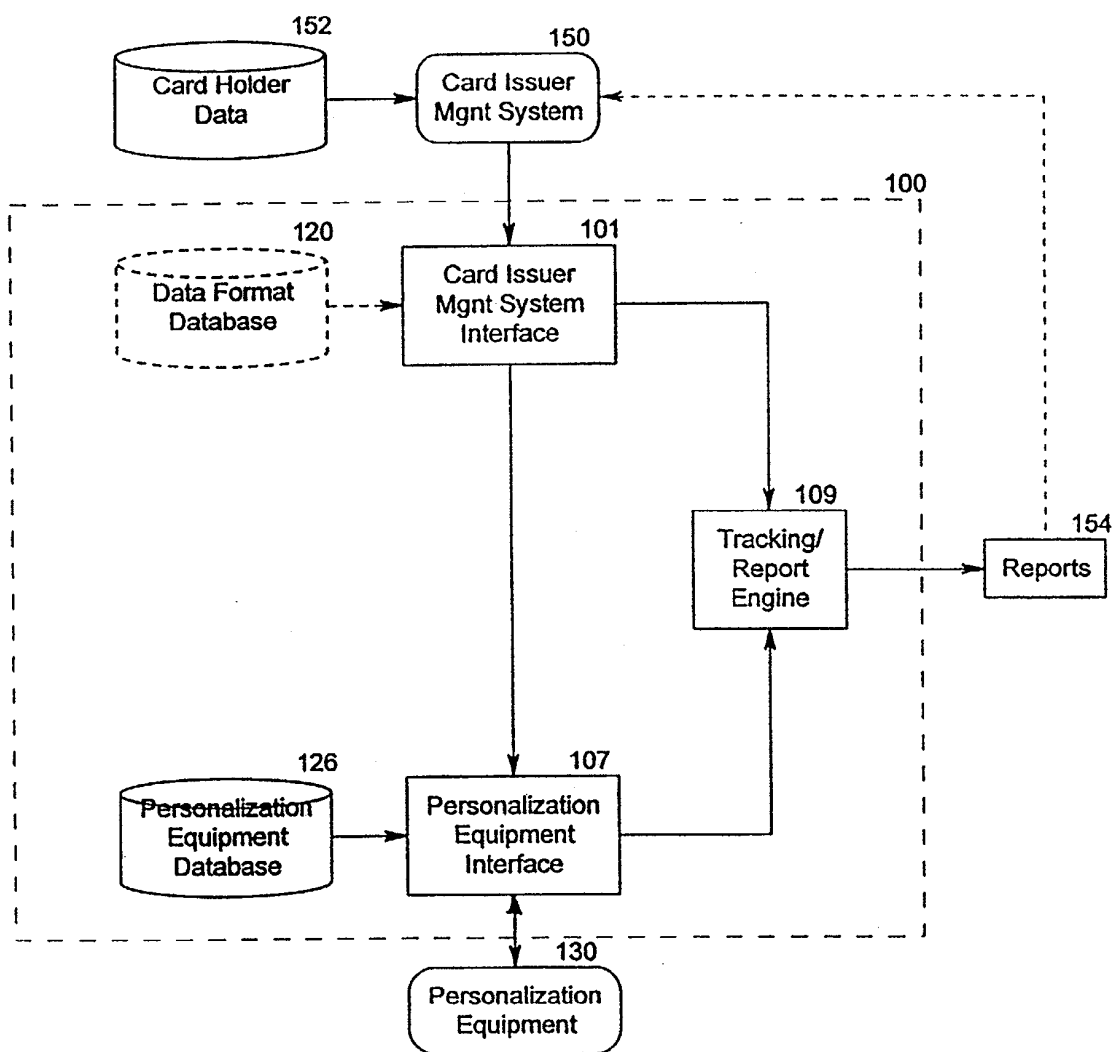 152
Card Holder
Data
150
Card Issuer
Mgnt System
100
120
Data Format
Database
101
Card Issuer
Mgnt System
Interface
109
Tracking/
Report
Engine
154
Reports
126
Personalization
Equipment
Database
107
Personalization
Equipment
Interface
130
Personalization
Equipment